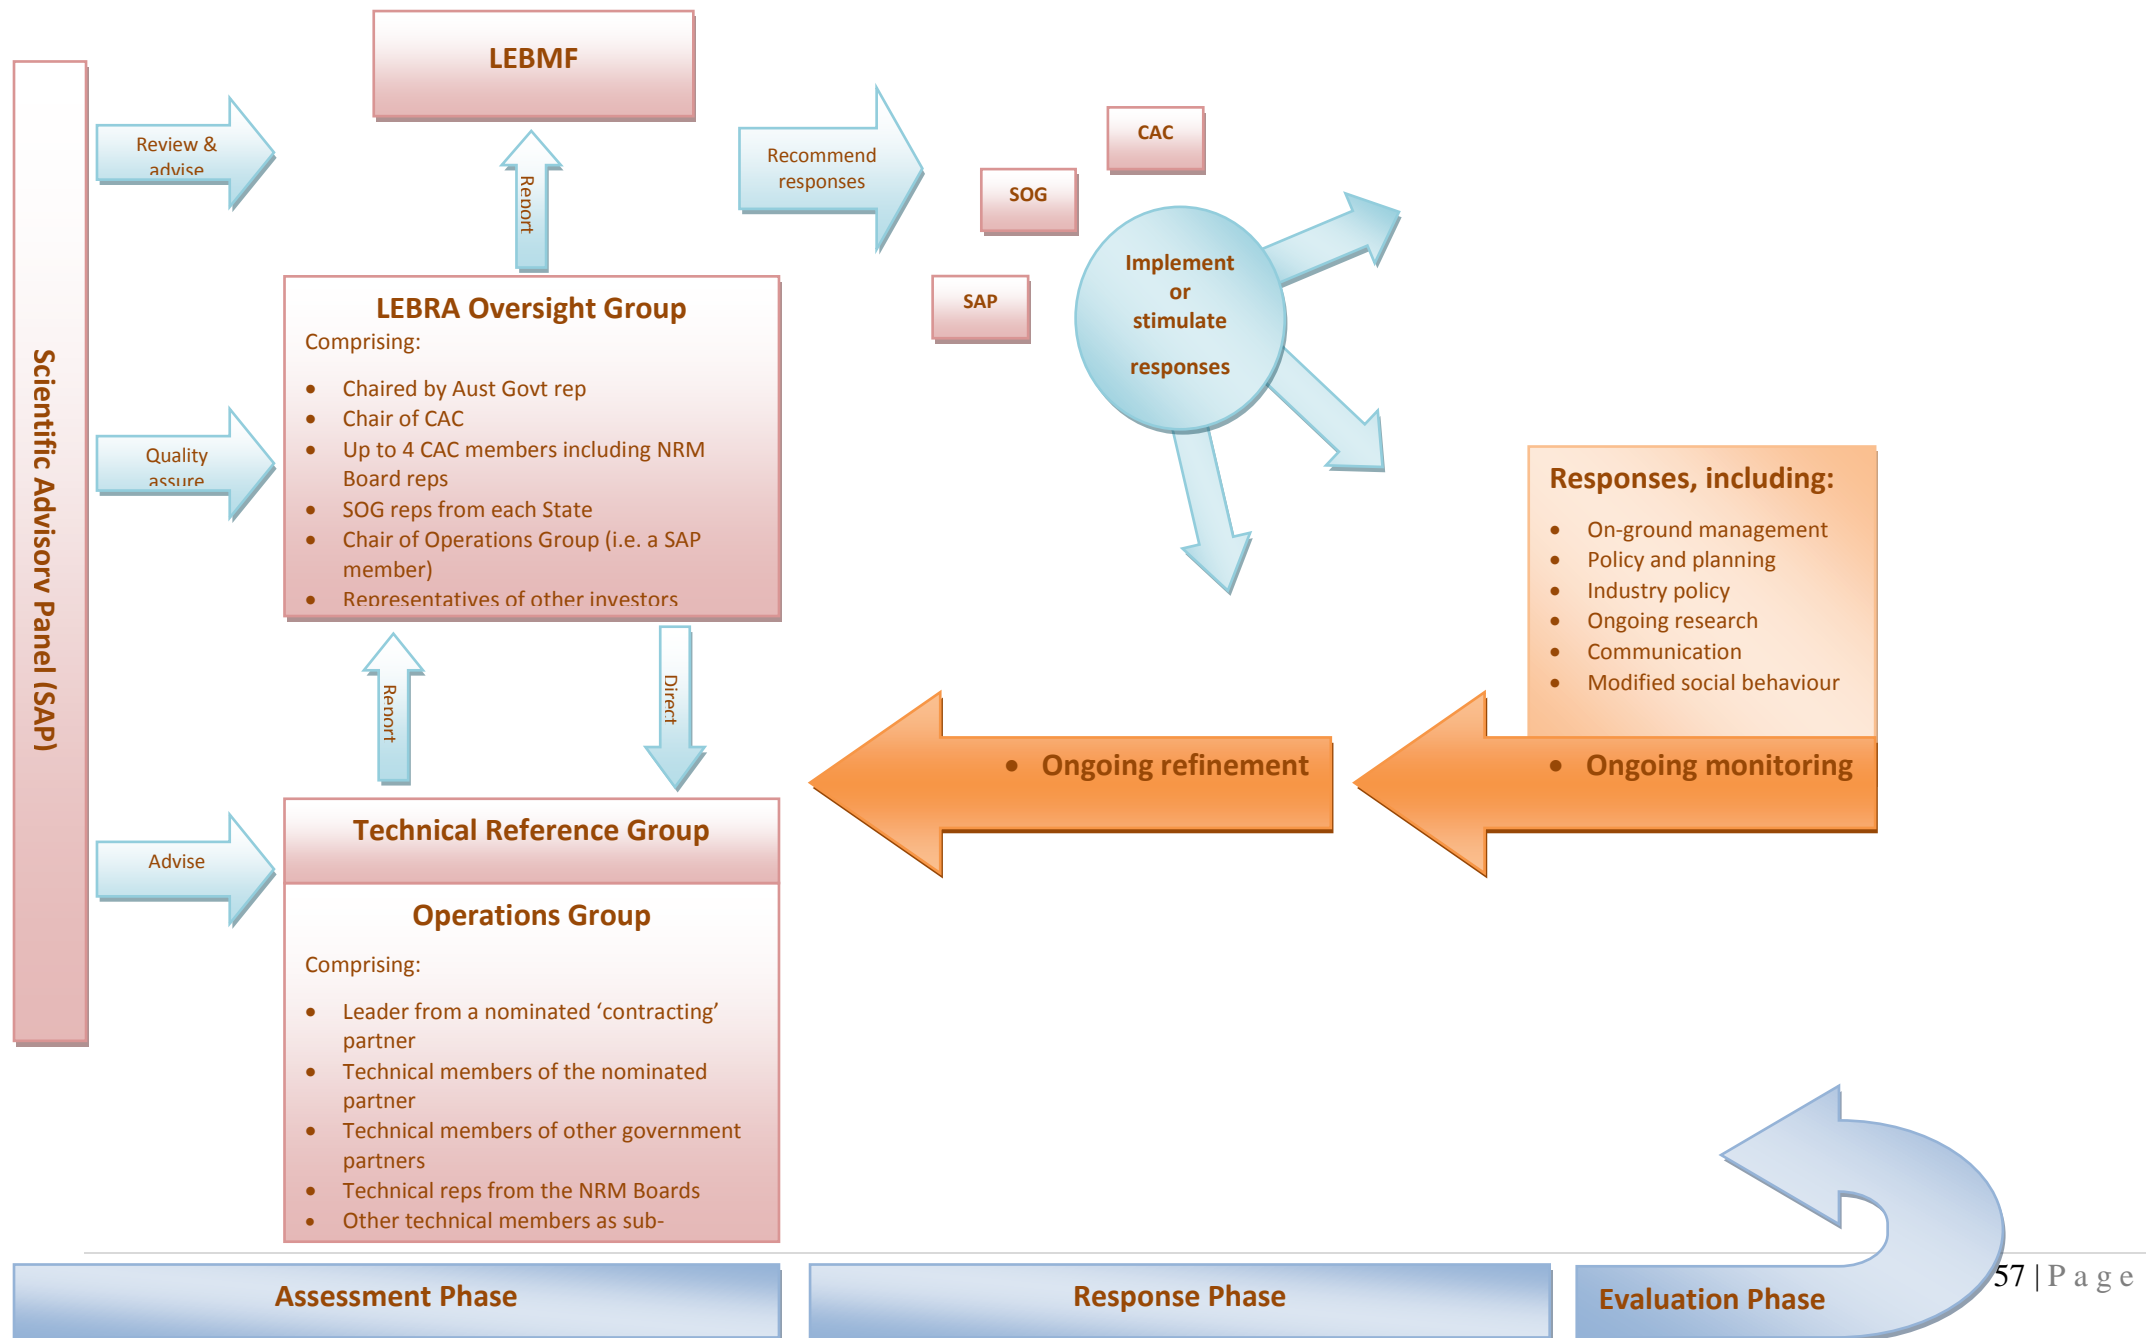 LEBMF
Scientific Advisory Panel (SAP)
Review &
advise
Report
Recommend
responses
CAC
SOG
SAP
Implement
or
stimulate
responses
LEBRA Oversight Group
Comprising:
• Chaired by Aust Govt rep
• Chair of CAC
• Up to 4 CAC members including NRM
Board reps
• SOG reps from each State
• Chair of Operations Group (i.e. a SAP
member)
• Representatives of other investors
Quality
assure
Responses, including:
• On-ground management
• Policy and planning
• Industry policy
• Ongoing research
• Communication
• Modified social behaviour
Report
Direct
• Ongoing refinement
• Ongoing monitoring
Advise
Technical Reference Group
Operations Group
Comprising:
• Leader from a nominated ‘contracting’
partner
• Technical members of the nominated
partner
• Technical members of other government
partners
• Technical reps from the NRM Boards
• Other technical members as sub-
57 | P a g e
Assessment Phase
Response Phase
Evaluation Phase